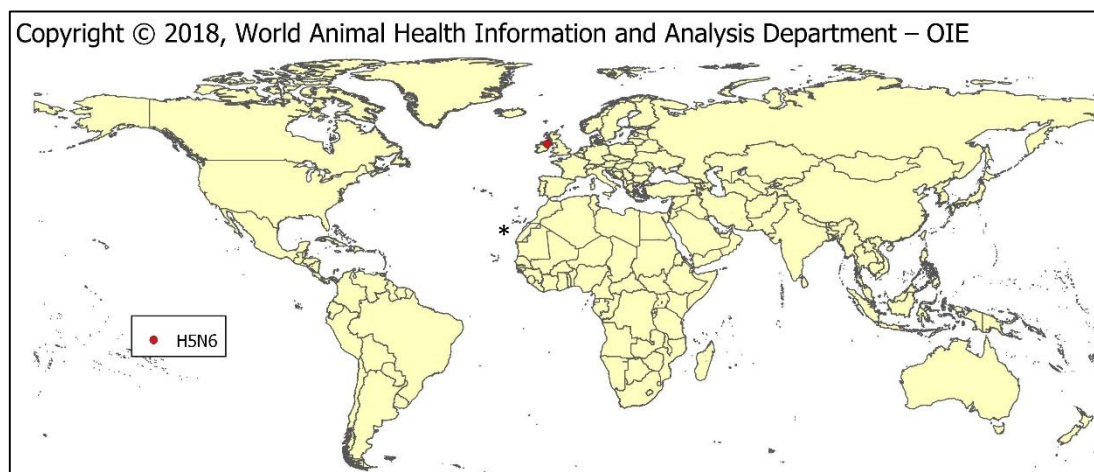 Copyright © 2018, World Animal Health Information and Analysis Department – OIE
*
H5N6